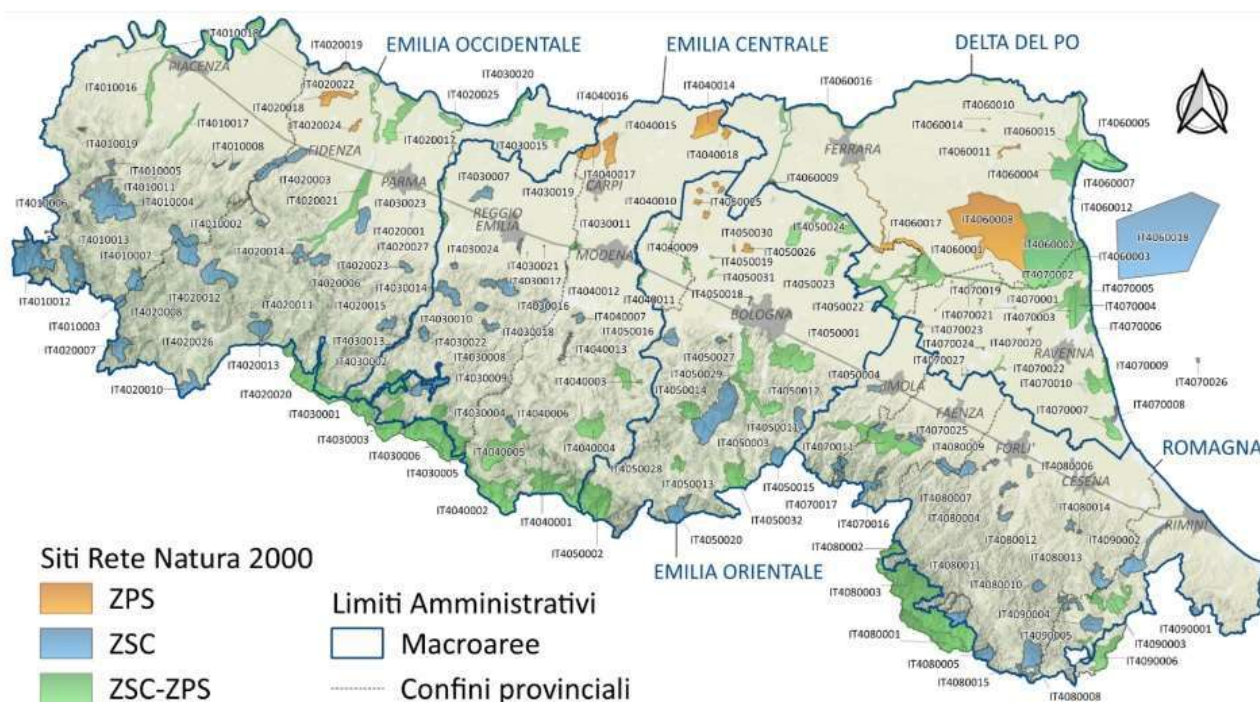 IT4010018
IT4020019
EMILIA OCCIDENTALE
EMILIA CENTRALE
DELTA DEL PO
PIACENZA
IT4010016
IT4020022
IT4030020
IT4040016
IT4040014
IT4060016
IT4020018
IT4020025
IT4040015
IT4060010
IT4010017
IT4020024
IT4020017
IT4030015
IT4040018
IT4060014
IT4060015
IT4060005
IT4010019
IT4010008
FIDENZA
IT4040017
FERRARA
IT4060011
IT4060004
IT4010005
IT4020003
PARMA
IT4030007
IT4030019
CARPI
IT4060009
IT4060007
IT4010011
IT4020021
IT4030023
IT4040010
IT4060012
IT4010006
IT4010004
IT4010002
REGGIO
EMILIA
IT4030011
IT4050025
IT4050024
IT4060017
IT4060008
IT4060018
IT4010013
IT4020001
IT4050030
IT4010007
IT4020014
IT4020027
IT4030024
MODENA
IT4040009
IT4050026
IT4060001
IT4060002
IT4060003
IT4020023
IT4030021
IT4050019
IT4070002
IT4010012
IT4020012
IT4020006
IT4030014
IT4030017
IT4040012
IT4040011
IT4050031
IT4050023
IT4070019
IT4070005
IT4010003
IT4020008
IT4020011
IT4020015
IT4030016
IT4040007
IT4050018
IT4050022
IT4070001
IT4070004
IT4030010
IT4050016
BOLOGNA
IT4070021
IT4070003
IT4070006
IT4020007
IT4020026
IT4030013
IT4030022
IT4030018
IT4040013
IT4050001
IT4070023
IT4070020
RAVENNA
IT4030002
IT4030008
IT4050027
IT4070024
IT4070027
IT4070022
IT4070009
IT4020010
IT4020013
IT4030009
IT4040003
IT4050029
IT4050004
IMOLA
IT4070010
IT4070026
IT4020020
IT4050014
IT4050012
IT4070007
IT4070008
IT4030001
IT4030004
IT4040006
FAENZA
IT4030003
IT4040004
IT4050011
IT4070025
IT4030006
IT4040005
IT4050003
IT4070011
IT4080009
FORLI'
ROMAGNA
IT4030005
IT4050028
IT4080006
IT4050013
IT4050015
CESENA
IT4040002
IT4070017
IT4080007
IT4080014
IT4040001
IT4050032
IT4070016
IT4080004
RIMINI
IT4050002
IT4050020
IT4080002
IT4080012
IT4090002
IT4080013
EMILIA ORIENTALE
IT4080011
IT4080003
IT4080010
IT4090004
IT4090001
IT4080001
IT4090005
IT4090003
IT4080005
IT4090006
IT4080015
IT4080008
Siti Rete Natura 2000
ZPS
ZSC
ZSC-ZPS
Limiti Amministrativi
Macroaree
Confini provinciali